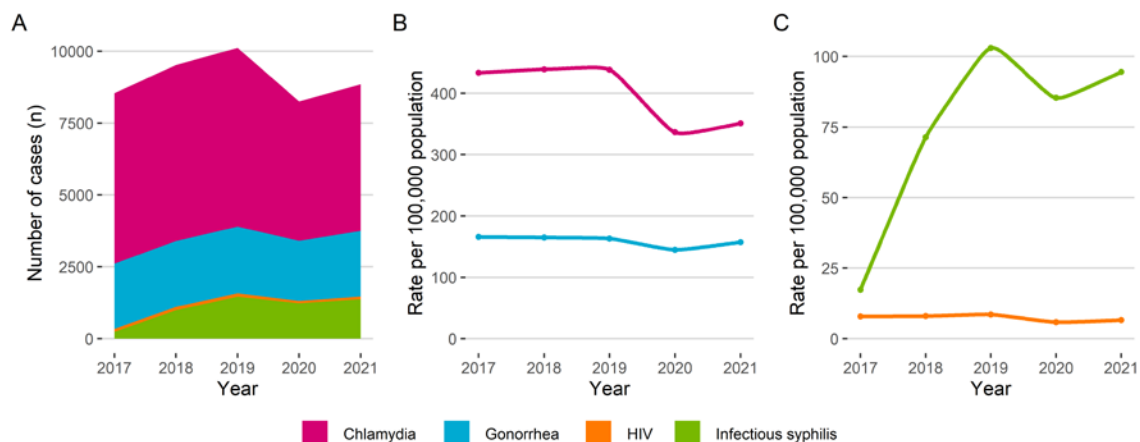 A
Number of cases (n)
10000
7500
5000
2500
0
2017 2018 2019 2020 2021
Year
B
Rate per 100,000 population
400
300
200
100
0
2017 2018 2019 2020 2021
Year
C
Rate per 100,000 population
100
75
50
25
0
2017 2018 2019 2020 2021
Year
Chlamydia Gonorrhea HIV Infectious syphilis